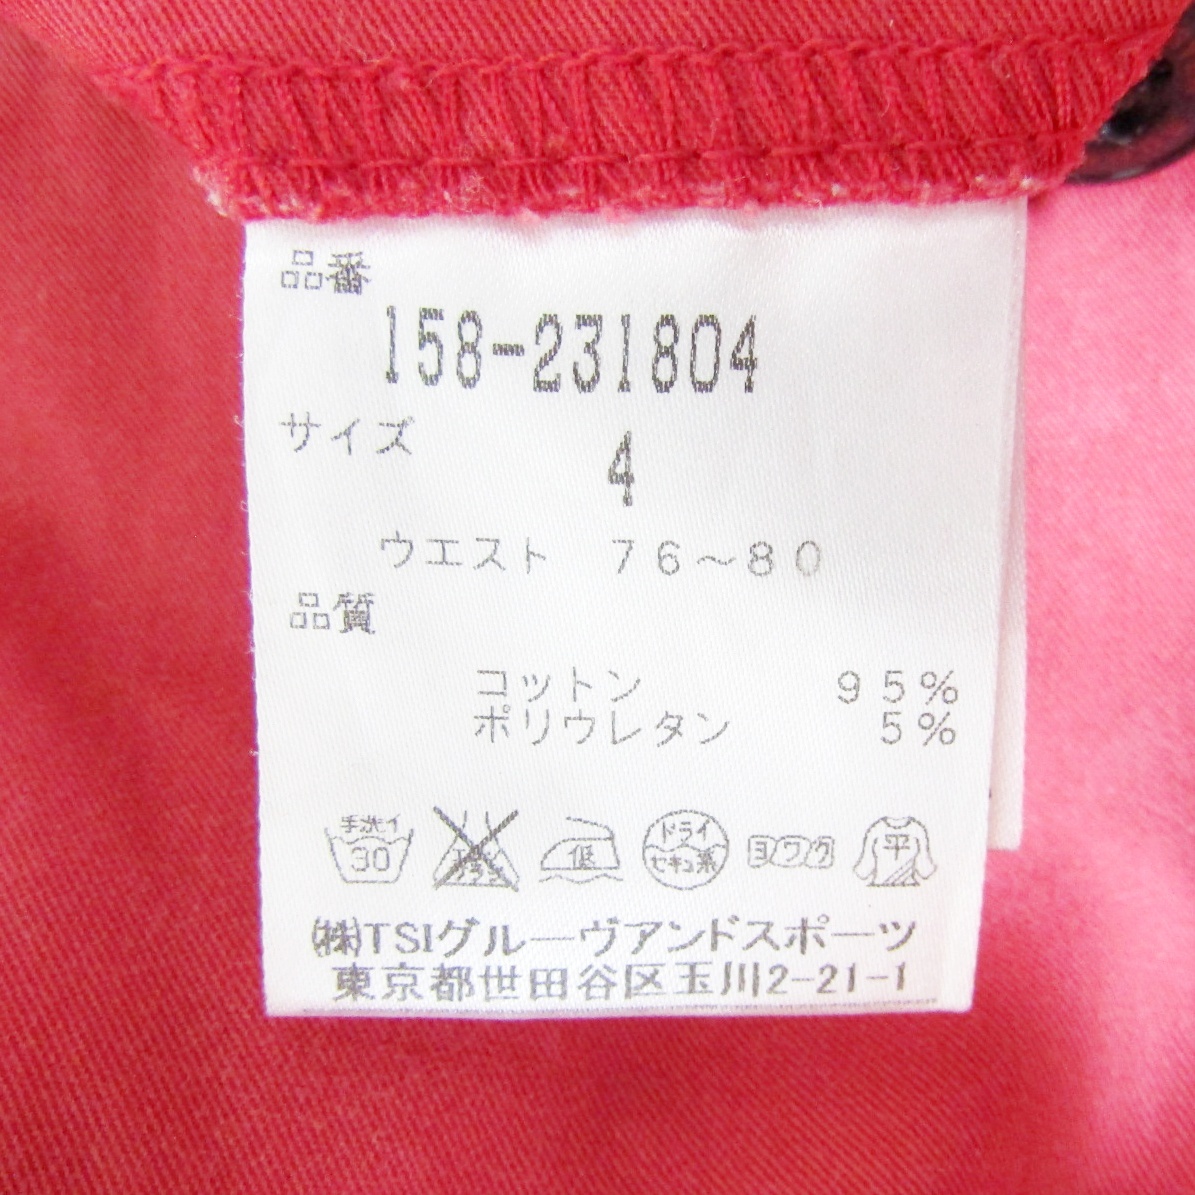 品番
158-231804
サイズ
4
ウエスト 76～80
品質
コットン 95%
ポリウレタン 5%
手洗イ 30 低 ドライ セキユ系 ヨワク 平
㈱TSIグルーヴアンドスポーツ
東京都世田谷区玉川2-21-1